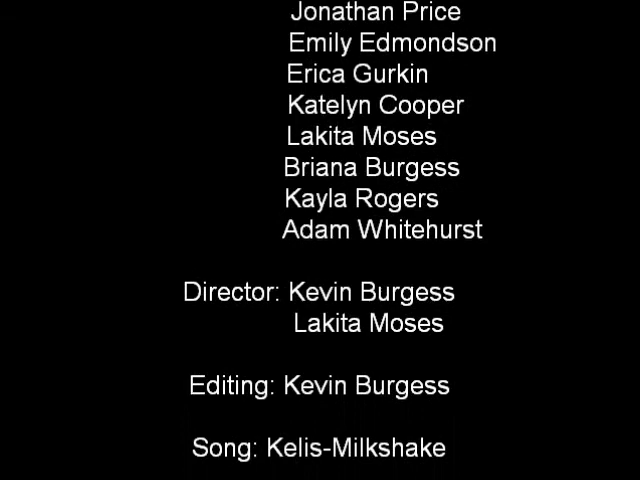 Jonathan Price
Emily Edmondson
Erica Gurkin
Katelyn Cooper
Lakita Moses
Briana Burgess
Kayla Rogers
Adam Whitehurst
Director: Kevin Burgess
Lakita Moses
Editing: Kevin Burgess
Song: Kelis-Milkshake